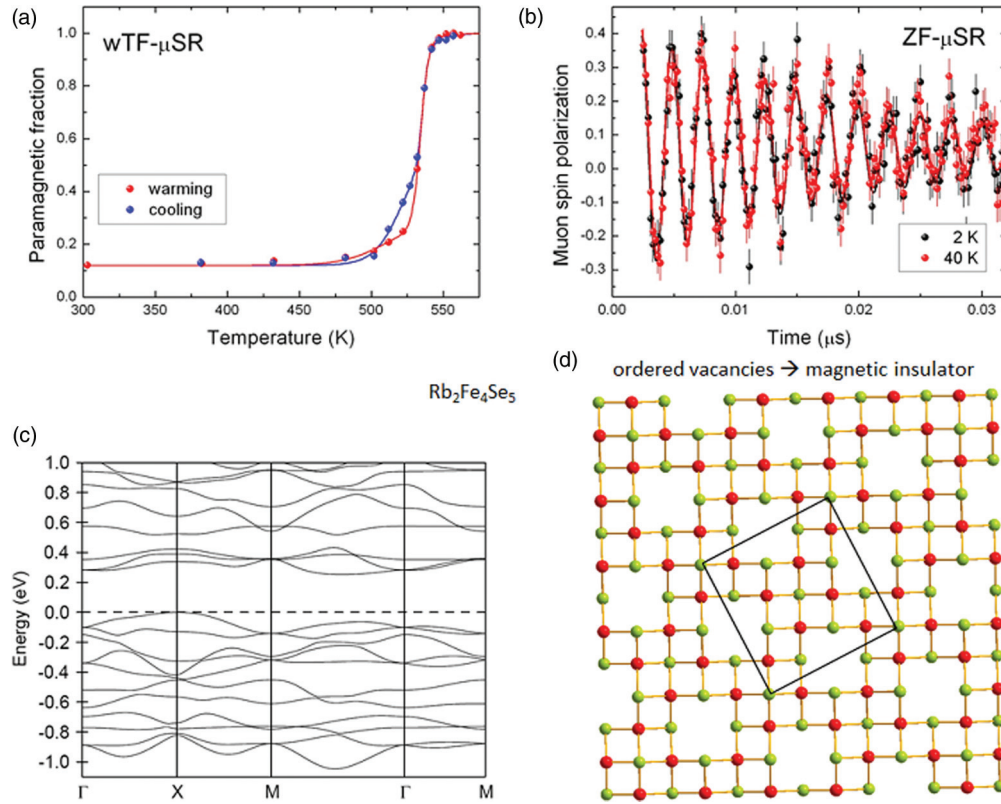 (a)
wTF-μSR
Paramagnetic fraction
1.0
0.8
0.6
0.4
0.2
0.0
warming
cooling
300
350
400
450
500
550
Temperature (K)
(b)
ZF-μSR
Muon spin polarization
0.4
0.3
0.2
0.1
0.0
-0.1
-0.2
-0.3
2 K
40 K
0.00
0.01
0.02
0.03
Time (μs)
Rb2Fe4Se5
(c)
Energy (eV)
1.0
0.8
0.6
0.4
0.2
0.0
-0.2
-0.4
-0.6
-0.8
-1.0
Γ
X
M
Γ
M
(d)
ordered vacancies → magnetic insulator